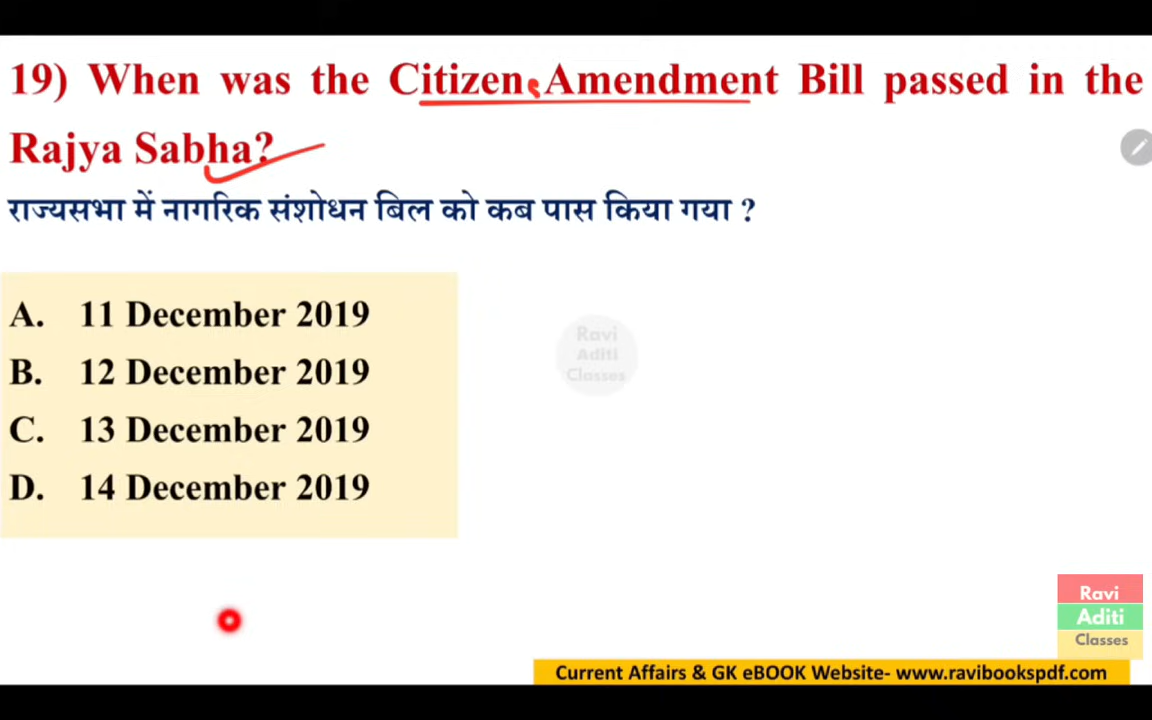 19) When was the Citizen Amendment Bill passed in the
Rajya Sabha?
राज्यसभा में नागरिक संशोधन बिल को कब पास किया गया ?
A. 11 December 2019
B. 12 December 2019
C. 13 December 2019
D. 14 December 2019
Ravi
Aditi
Classes
Ravi
Aditi
Classes
Current Affairs & GK eBOOK Website- www.ravibookspdf.com